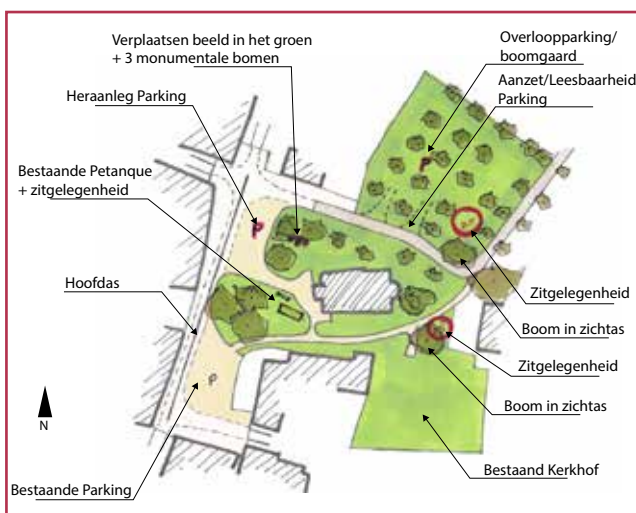 Verplaatsen beeld in het groen
+ 3 monumentale bomen
Overloopparking/
boomgaard
Aanzet/Leesbaarheid
Parking
Heraanleg Parking
Bestaande Petanque
+ zitgelegenheid
Hoofdas
P
P
P
Zitgelegenheid
Boom in zichtas
Zitgelegenheid
Boom in zichtas
N
Bestaand Kerkhof
Bestaande Parking